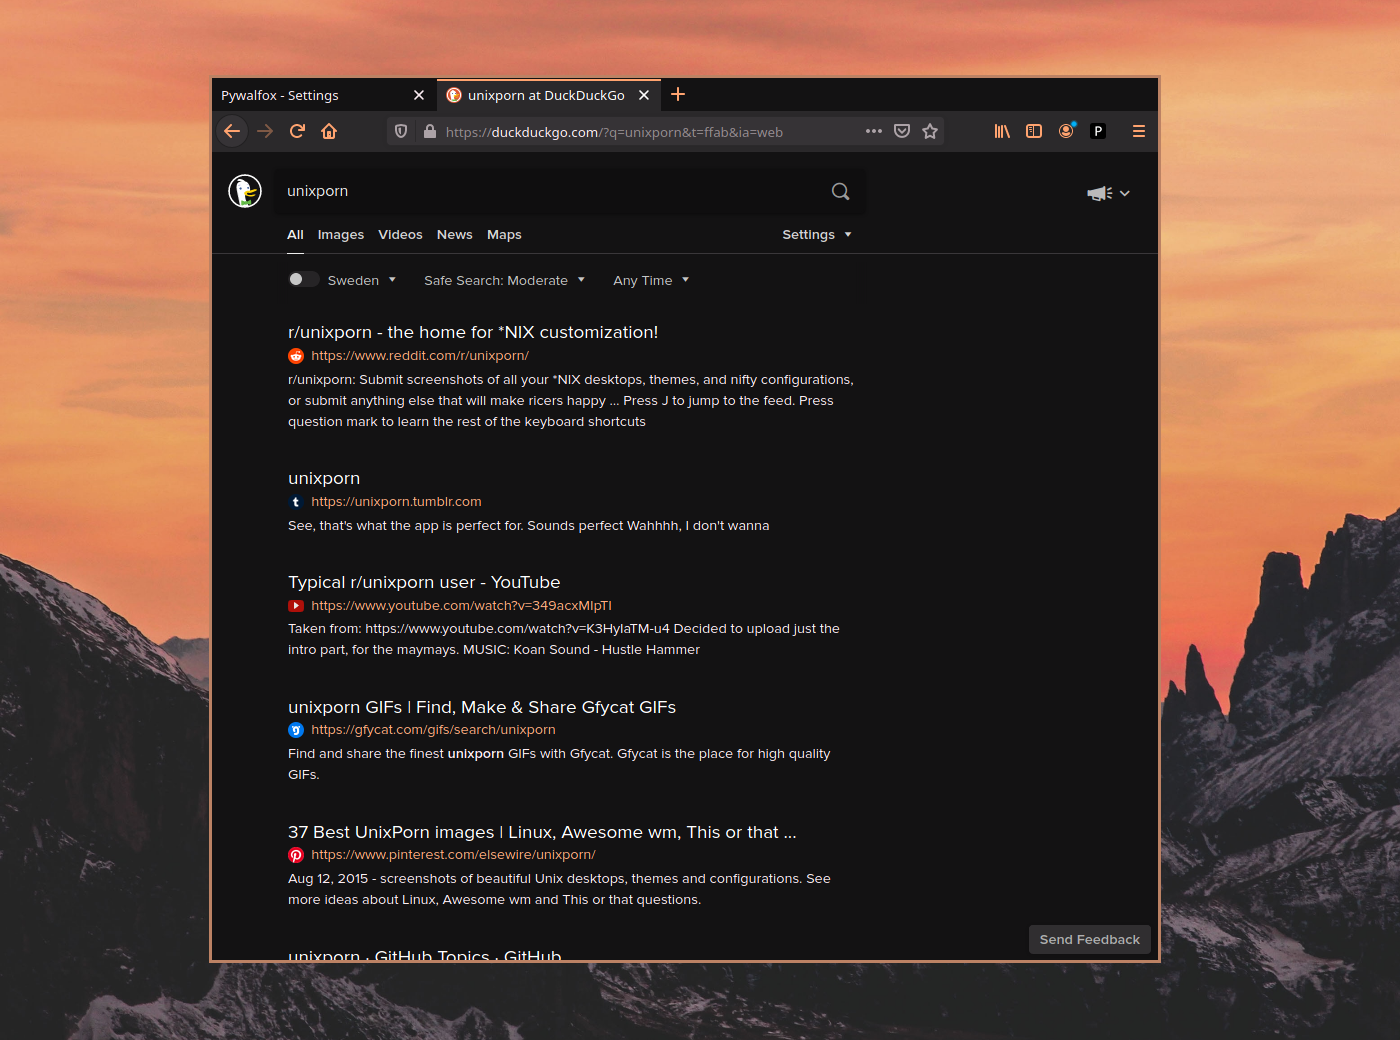 Pywalfox - Settings
unixporn at DuckDuckGo
https://duckduckgo.com/?q=unixporn&t=ffab&ia=web
P
unixporn
All Images Videos News Maps Settings
Sweden Safe Search: Moderate Any Time
r/unixporn - the home for *NIX customization!
https://www.reddit.com/r/unixporn/
r/unixporn: Submit screenshots of all your *NIX desktops, themes, and nifty configurations,
or submit anything else that will make ricers happy ... Press J to jump to the feed. Press
question mark to learn the rest of the keyboard shortcuts
unixporn
t https://unixporn.tumblr.com
See, that's what the app is perfect for. Sounds perfect Wahhhh, I don't wanna
Typical r/unixporn user - YouTube
https://www.youtube.com/watch?v=349acxMIpTI
Taken from: https://www.youtube.com/watch?v=K3HyIaTM-u4 Decided to upload just the
intro part, for the maymays. MUSIC: Koan Sound - Hustle Hammer
unixporn GIFs | Find, Make & Share Gfycat GIFs
https://gfycat.com/gifs/search/unixporn
Find and share the finest unixporn GIFs with Gfycat. Gfycat is the place for high quality
GIFs.
37 Best UnixPorn images | Linux, Awesome wm, This or that ...
https://www.pinterest.com/elsewire/unixporn/
Aug 12, 2015 - screenshots of beautiful Unix desktops, themes and configurations. See
more ideas about Linux, Awesome wm and This or that questions.
Send Feedback
unixporn · GitHub Topics · GitHub